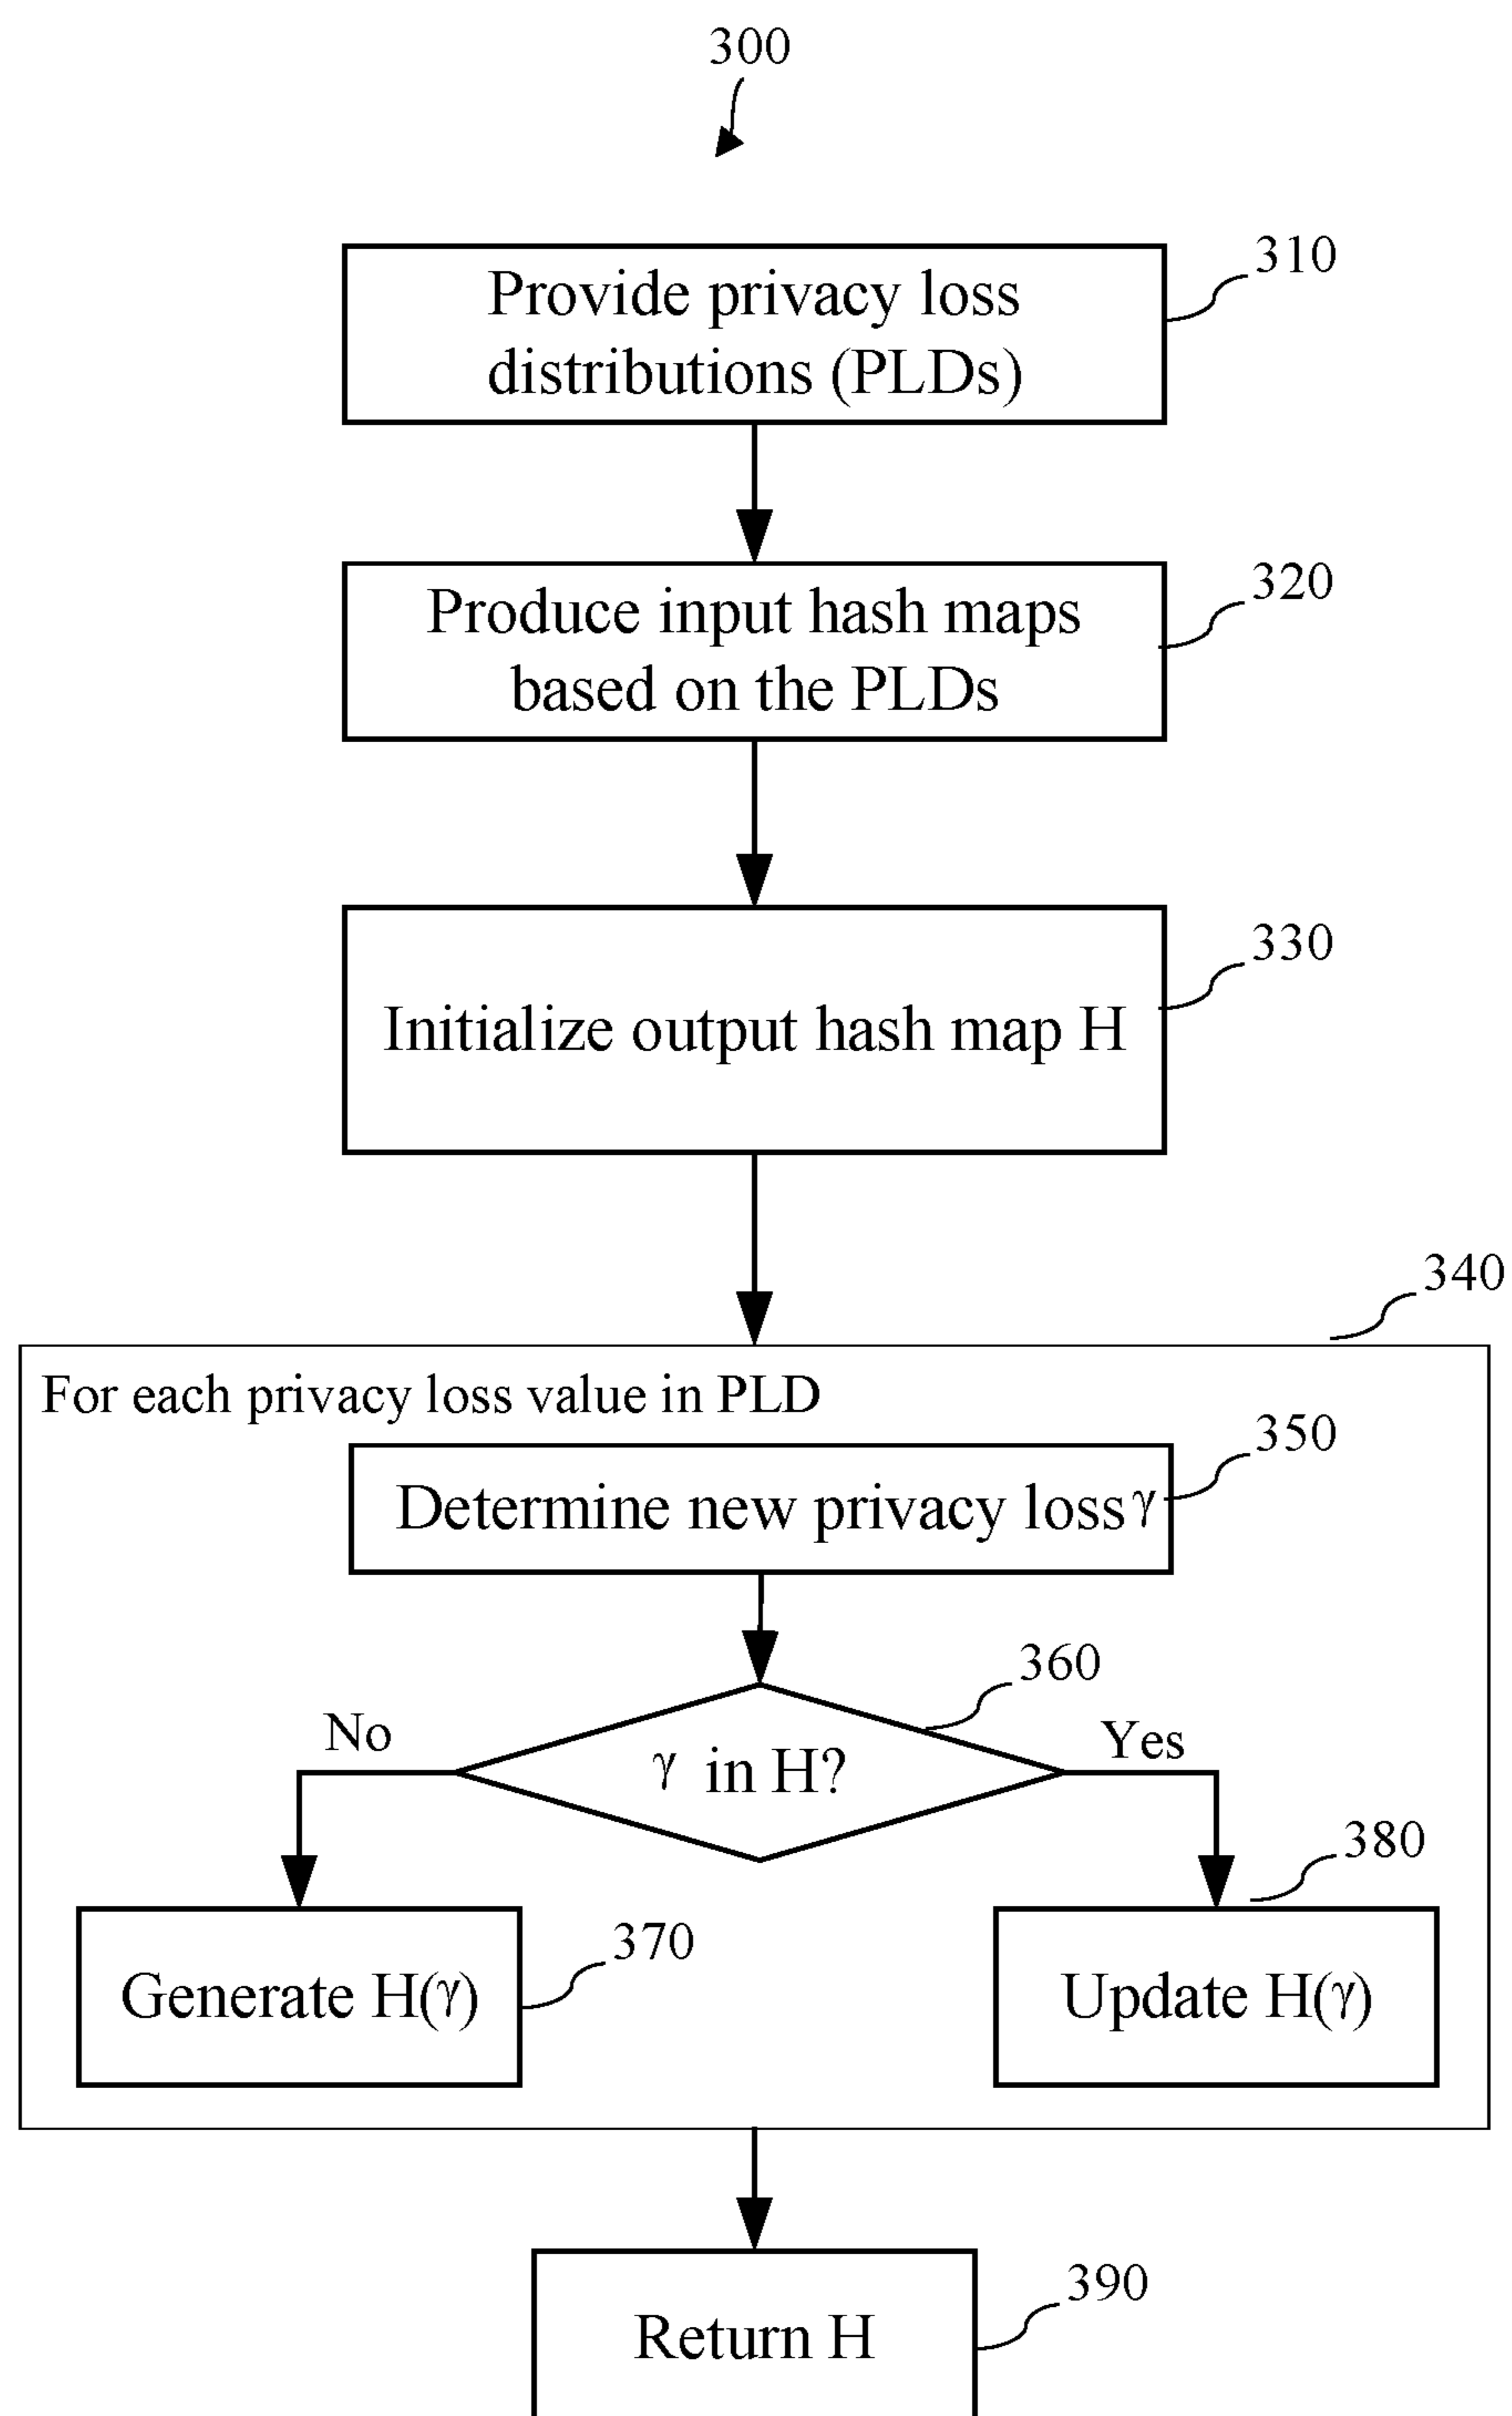 300
310
Provide privacy loss
distributions (PLDs)
320
Produce input hash maps
based on the PLDs
330
Initialize output hash map H
340
For each privacy loss value in PLD
350
Determine new privacy loss γ
360
No
Yes
γ in H?
380
370
Generate H(γ)
Update H(γ)
390
Return H